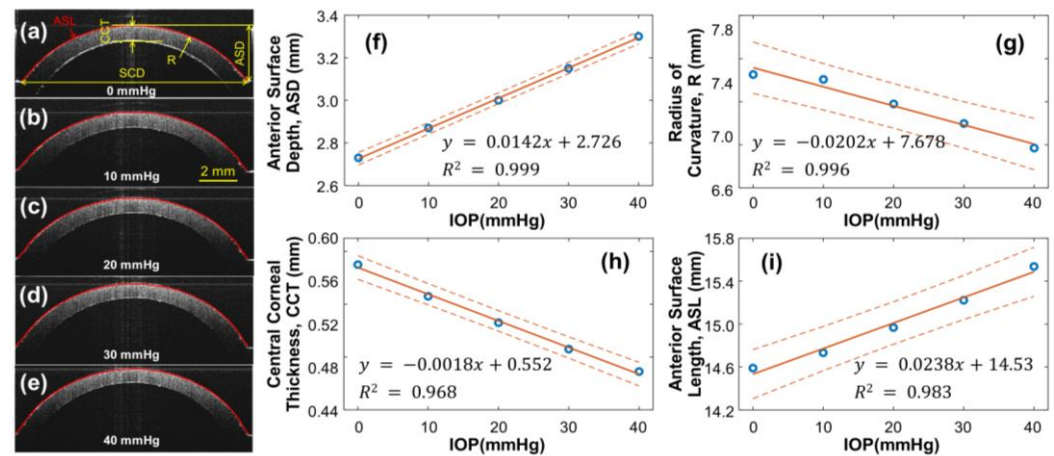 (a)
ASL
CCT
R
ASD
SCD
0 mmHg
(b)
2 mm
10 mmHg
(c)
20 mmHg
(d)
30 mmHg
(e)
40 mmHg
3.4
3.2
3.0
2.8
2.6
Anterior Surface
Depth, ASD (mm)
(f)
y = 0.0142x + 2.726
R² = 0.999
0 10 20 30 40
IOP(mmHg)
7.8
7.4
7.0
6.6
Radius of
Curvature, R (mm)
(g)
y = −0.0202x + 7.678
R² = 0.996
0 10 20 30 40
IOP(mmHg)
0.60
0.56
0.52
0.48
0.44
Central Corneal
Thickness, CCT (mm)
(h)
y = −0.0018x + 0.552
R² = 0.968
0 10 20 30 40
IOP(mmHg)
15.8
15.4
15.0
14.6
14.2
Anterior Surface
Length, ASL (mm)
(i)
y = 0.0238x + 14.53
R² = 0.983
0 10 20 30 40
IOP(mmHg)